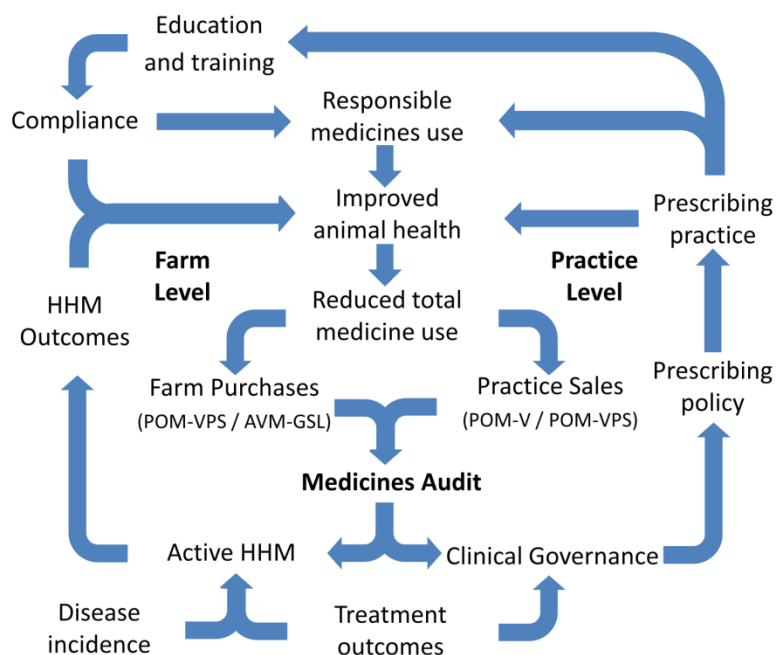 Education
and training
Compliance
Responsible
medicines use
Improved
animal health
Prescribing
practice
Farm
Level
Practice
Level
HHM
Outcomes
Reduced total
medicine use
Farm Purchases
(POM-VPS / AVM-GSL)
Practice Sales
(POM-V / POM-VPS)
Prescribing
policy
Medicines Audit
Active HHM
Clinical Governance
Disease
incidence
Treatment
outcomes